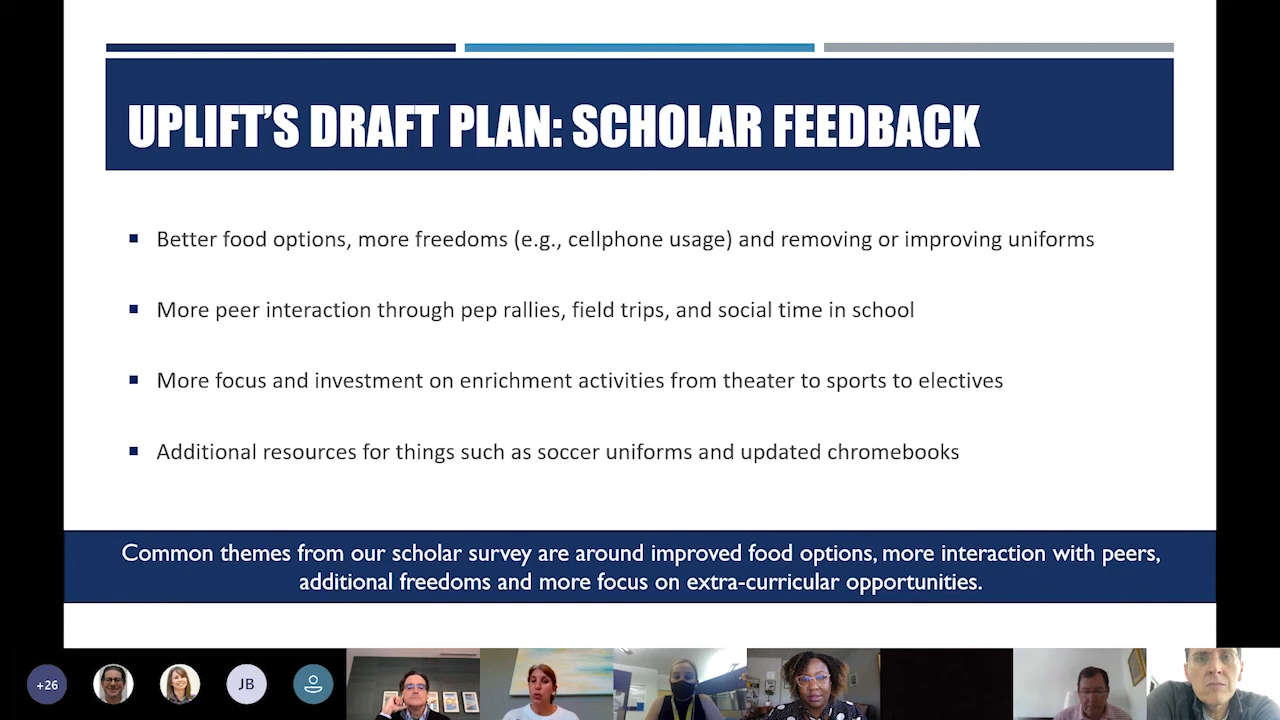 UPLIFT'S DRAFT PLAN: SCHOLAR FEEDBACK
Better food options, more freedoms (e.g., cellphone usage) and removing or improving uniforms
More peer interaction through pep rallies, field trips, and social time in school
More focus and investment on enrichment activities from theater to sports to electives
Additional resources for things such as soccer uniforms and updated chromebooks
Common themes from our scholar survey are around improved food options, more interaction with peers,
additional freedoms and more focus on extra-curricular opportunities.
+26
JB